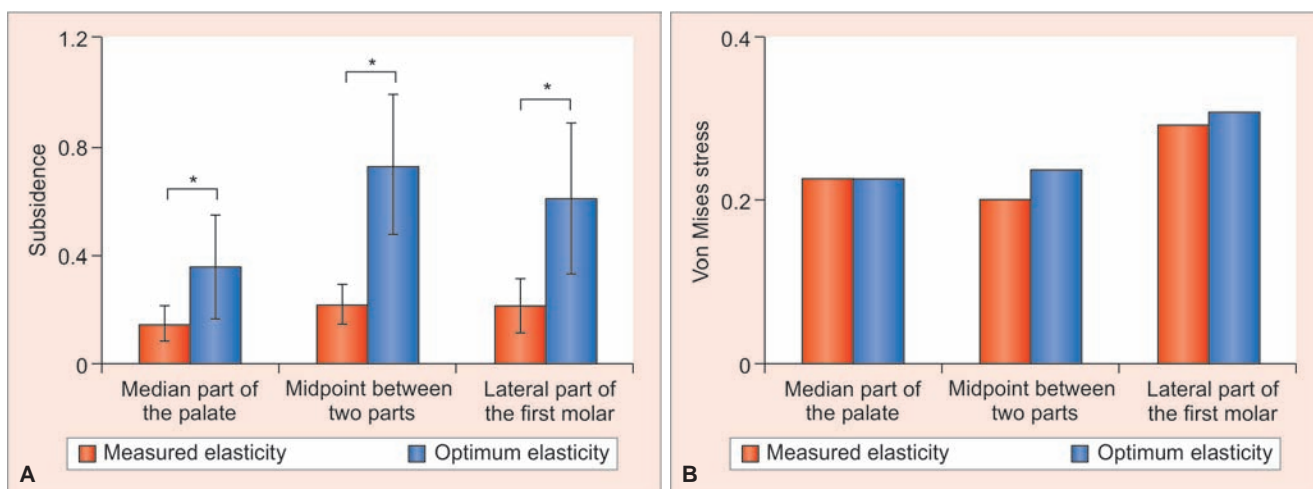 1.2
0.8
0.4
0
Subsidence
*
*
*
Median part of
the palate
Midpoint between
two parts
Lateral part of
the first molar
Measured elasticity
Optimum elasticity
A
0.4
0.2
0
Von Mises stress
Median part of
the palate
Midpoint between
two parts
Lateral part of
the first molar
Measured elasticity
Optimum elasticity
B